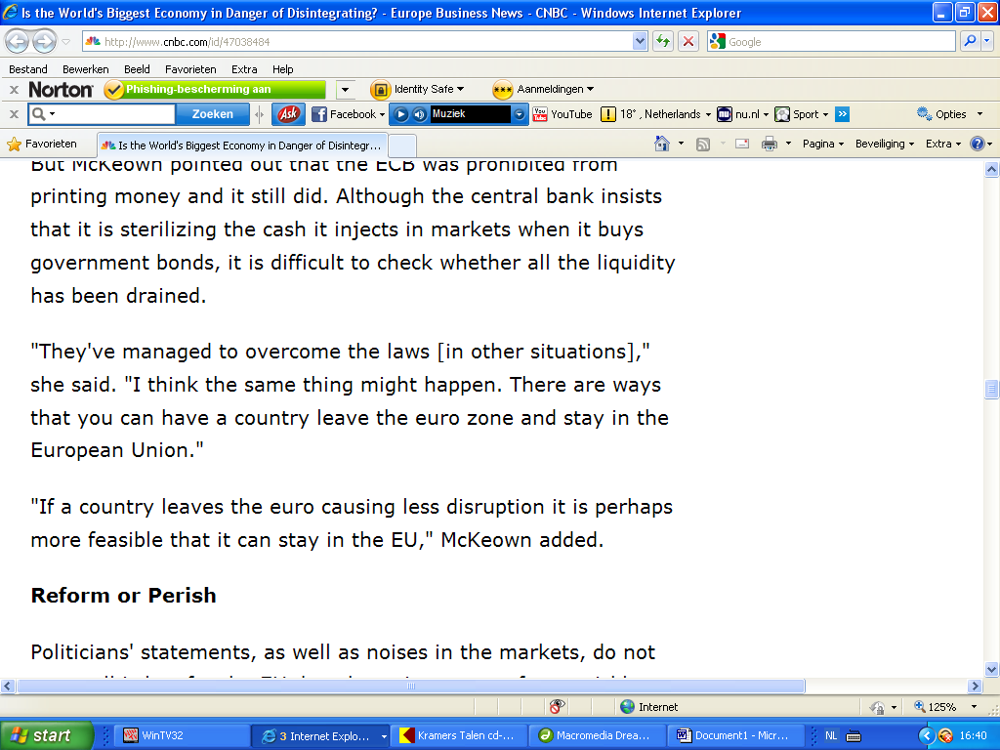 Is the World's Biggest Economy in Danger of Disintegrating? - Europe Business News - CNBC - Windows Internet Explorer
http://www.cnbc.com/id/47038484
Google
Bestand Bewerken Beeld Favorieten Extra Help
x Norton Phishing-bescherming aan Identity Safe Aanmeldingen
x Zoeken Ask Facebook Muziek YouTube 18° , Netherlands nu.nl Sport Opties
Favorieten Is the World's Biggest Economy in Danger of Disintegr... Pagina Beveiliging Extra
But McKeown pointed out that the ECB was prohibited from
printing money and it still did. Although the central bank insists
that it is sterilizing the cash it injects in markets when it buys
government bonds, it is difficult to check whether all the liquidity
has been drained.
"They've managed to overcome the laws [in other situations],"
she said. "I think the same thing might happen. There are ways
that you can have a country leave the euro zone and stay in the
European Union."
"If a country leaves the euro causing less disruption it is perhaps
more feasible that it can stay in the EU," McKeown added.
Reform or Perish
Politicians' statements, as well as noises in the markets, do not
Internet 125%
start WinTV32 3 Internet Explo... Kramers Talen cd-... Macromedia Drea... Document1 - Micr... NL 16:40